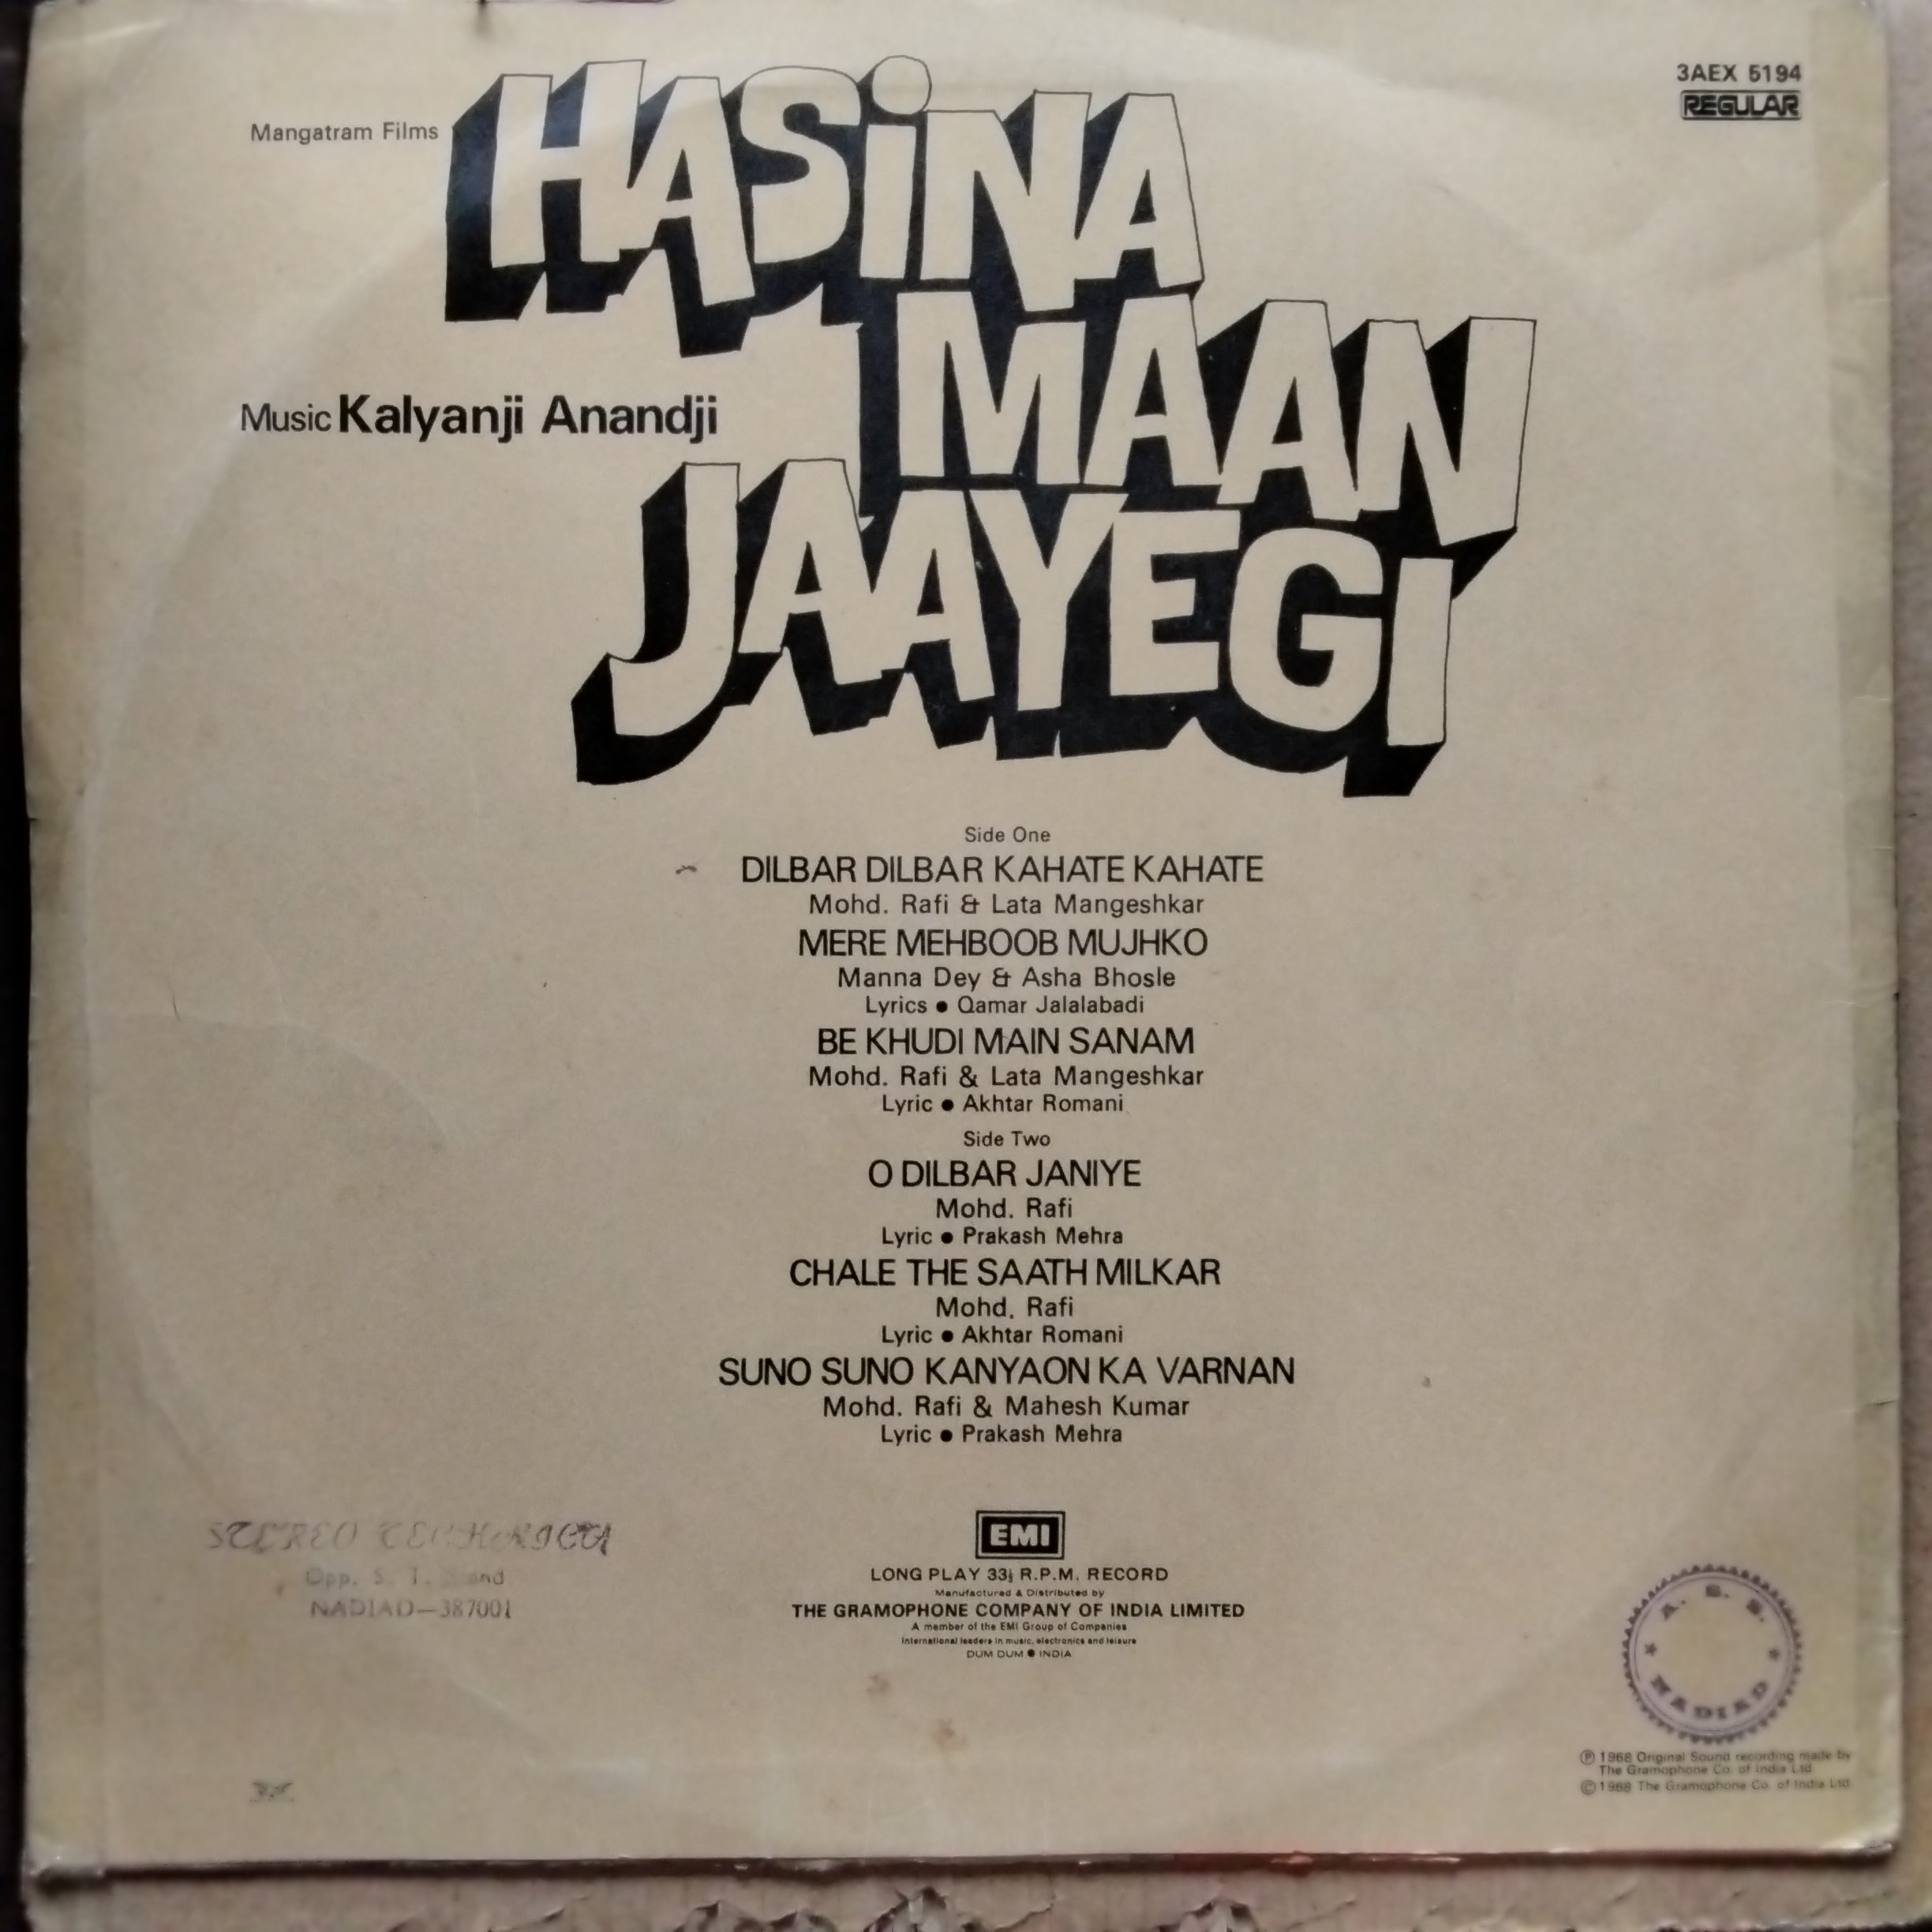 3AEX 5194
REGULAR
Mangatram Films
HASiNA
MAAN
JAAYEGI
Music Kalyanji Anandji
Side One
DILBAR DILBAR KAHATE KAHATE
Mohd. Rafi & Lata Mangeshkar
MERE MEHBOOB MUJHKO
Manna Dey & Asha Bhosle
Lyrics ● Qamar Jalalabadi
BE KHUDI MAIN SANAM
Mohd. Rafi & Lata Mangeshkar
Lyric ● Akhtar Romani
Side Two
O DILBAR JANIYE
Mohd. Rafi
Lyric ● Prakash Mehra
CHALE THE SAATH MILKAR
Mohd. Rafi
Lyric ● Akhtar Romani
SUNO SUNO KANYAON KA VARNAN
Mohd. Rafi & Mahesh Kumar
Lyric ● Prakash Mehra
EMI
LONG PLAY 33⅓ R.P.M. RECORD
Manufactured & Distributed by
THE GRAMOPHONE COMPANY OF INDIA LIMITED
A member of the EMI Group of Companies
International leaders in music, electronics and leisure
DUM DUM ● INDIA
STEREO
Opp. S. T.
NADIAD—387001
NADIAD
Ⓟ 1968 Original Sound recording made by
The Gramophone Co. of India Ltd.
© 1968 The Gramophone Co. of India Ltd.